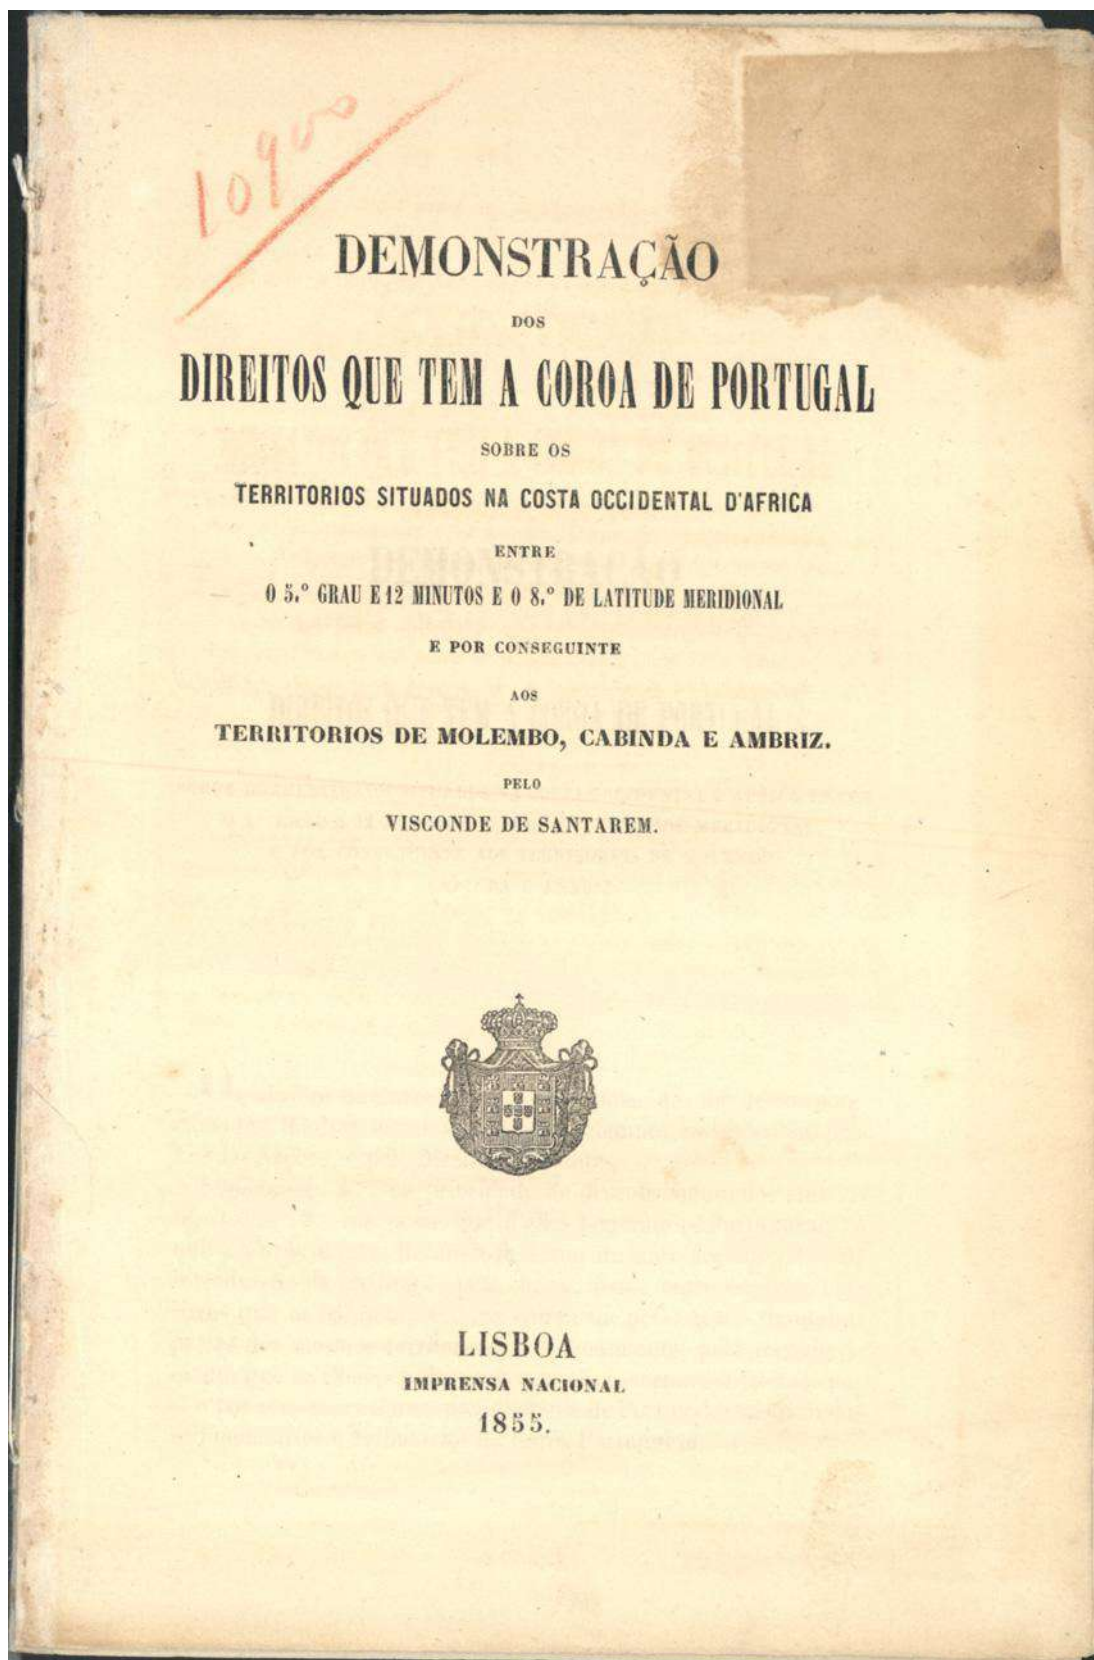 10900
DEMONSTRAÇÃO
DOS
DIREITOS QUE TEM A COROA DE PORTUGAL
SOBRE OS
TERRITORIOS SITUADOS NA COSTA OCCIDENTAL D'AFRICA
ENTRE
O 5.º GRAU E 12 MINUTOS E O 8.º DE LATITUDE MERIDIONAL
E POR CONSEGUINTE
AOS
TERRITORIOS DE MOLEMBO, CABINDA E AMBRIZ.
PELO
VISCONDE DE SANTAREM.
LISBOA
IMPRENSA NACIONAL
1855.